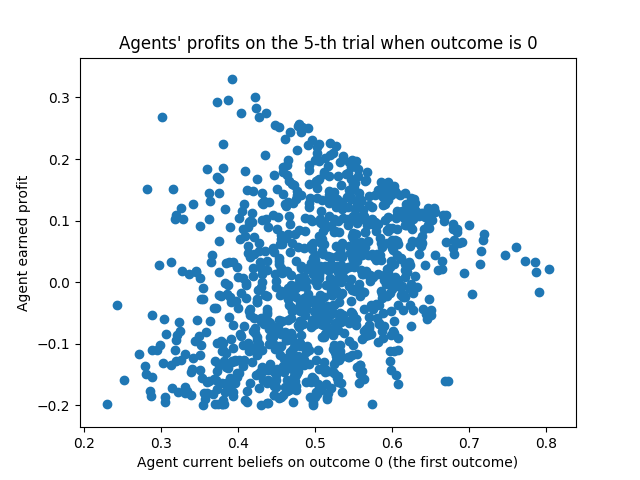 Agents' profits on the 5-th trial when outcome is 0
Agent earned profit
0.3
0.2
0.1
0.0
−0.1
−0.2
0.2 0.3 0.4 0.5 0.6 0.7 0.8
Agent current beliefs on outcome 0 (the first outcome)